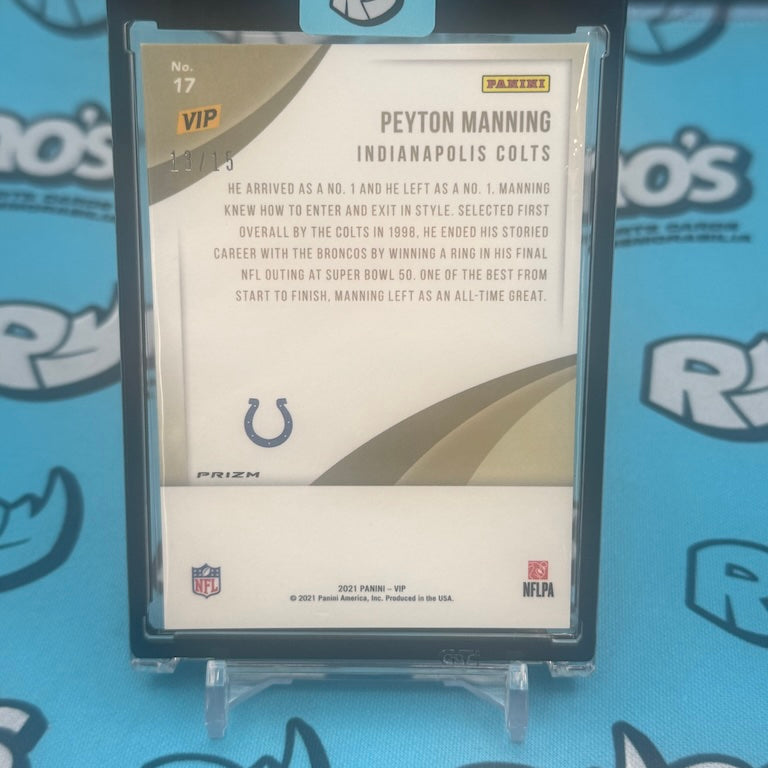 No.
17
VIP
13/15
PANINI
PEYTON MANNING
INDIANAPOLIS COLTS
HE ARRIVED AS A NO. 1 AND HE LEFT AS A NO. 1. MANNING
KNEW HOW TO ENTER AND EXIT IN STYLE. SELECTED FIRST
OVERALL BY THE COLTS IN 1998, HE ENDED HIS STORIED
CAREER WITH THE BRONCOS BY WINNING A RING IN HIS FINAL
NFL OUTING AT SUPER BOWL 50. ONE OF THE BEST FROM
START TO FINISH, MANNING LEFT AS AN ALL-TIME GREAT.
PRIZM
NFL
2021 PANINI – VIP
© 2021 Panini America, Inc. Produced in the USA.
NFLPA